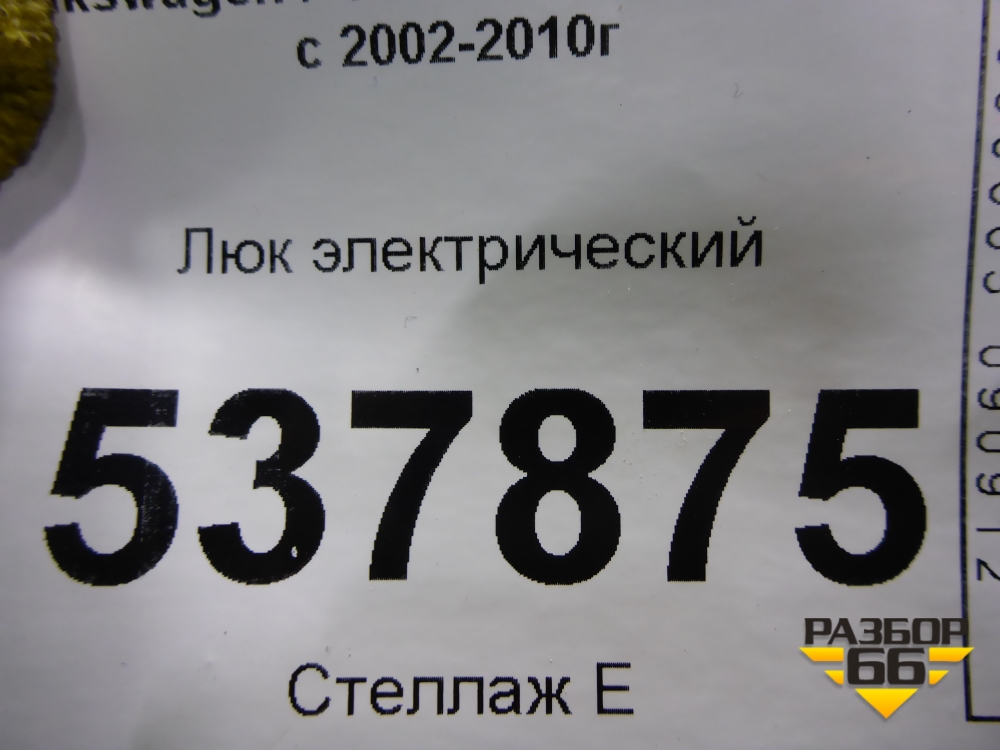 с 2002-2010г
Люк электрический
537875
Стеллаж Е
РАЗБОР
66